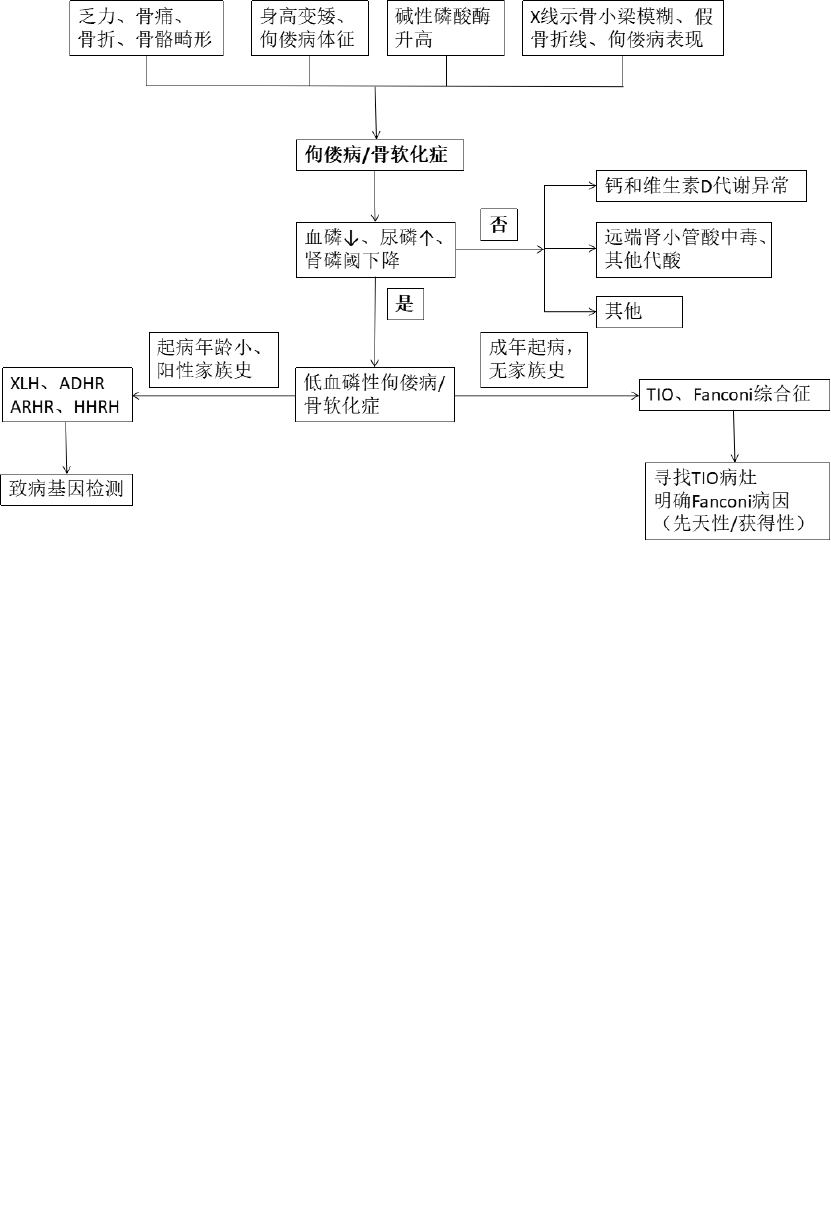 乏力、骨痛、
骨折、骨骼畸形
身高变矮、
佝偻病体征
碱性磷酸酶
升高
X线示骨小梁模糊、假
骨折线、佝偻病表现
佝偻病/骨软化症
血磷↓、尿磷↑、
肾磷阈下降
否
钙和维生素D代谢异常
远端肾小管酸中毒、
其他代酸
其他
是
起病年龄小、
阳性家族史
成年起病，
无家族史
XLH、ADHR
ARHR、HHRH
低血磷性佝偻病/
骨软化症
TIO、Fanconi综合征
致病基因检测
寻找TIO病灶
明确Fanconi病因
（先天性/获得性）